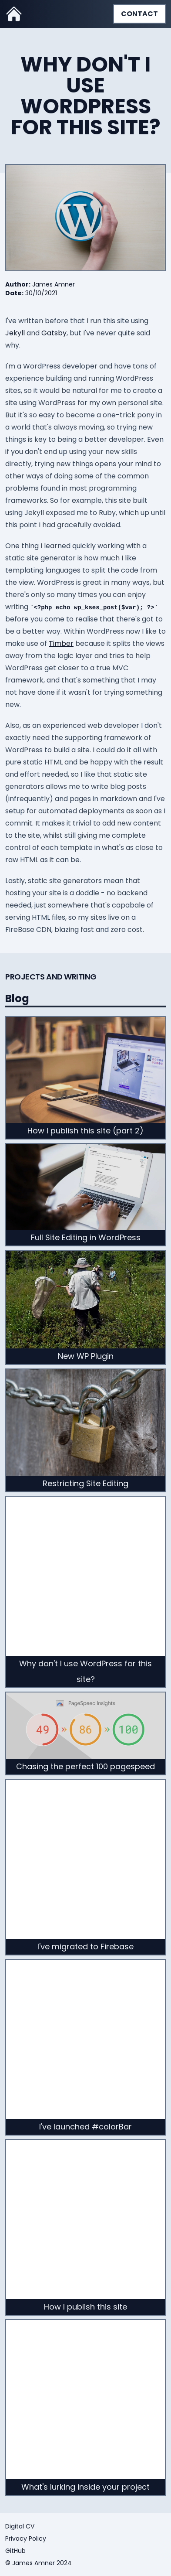 CONTACT
WHY DON'T I
USE
WORDPRESS
FOR THIS SITE?
Author: James Amner
Date: 30/10/2021
I've written before that I run this site using
Jekyll and Gatsby, but I've never quite said
why.
I'm a WordPress developer and have tons of
experience building and running WordPress
sites, so it would be natural for me to create a
site using WordPress for my own personal site.
But it's so easy to become a one-trick pony in
a world that's always moving, so trying new
things is key to being a better developer. Even
if you don't end up using your new skills
directly, trying new things opens your mind to
other ways of doing some of the common
problems found in most programming
frameworks. So for example, this site built
using Jekyll exposed me to Ruby, which up until
this point I had gracefully avoided.
One thing I learned quickly working with a
static site generator is how much I like
templating languages to split the code from
the view. WordPress is great in many ways, but
there's only so many times you can enjoy
writing `<?php echo wp_kses_post($var); ?>`
before you come to realise that there's got to
be a better way. Within WordPress now I like to
make use of Timber because it splits the views
away from the logic layer and tries to help
WordPress get closer to a true MVC
framework, and that's something that I may
not have done if it wasn't for trying something
new.
Also, as an experienced web developer I don't
exactly need the supporting framework of
WordPress to build a site. I could do it all with
pure static HTML and be happy with the result
and effort needed, so I like that static site
generators allows me to write blog posts
(infrequently) and pages in markdown and I've
setup for automated deployments as soon as I
commit. It makes it trivial to add new content
to the site, whilst still giving me complete
control of each template in what's as close to
raw HTML as it can be.
Lastly, static site generators mean that
hosting your site is a doddle - no backend
needed, just somewhere that's capabale of
serving HTML files, so my sites live on a
FireBase CDN, blazing fast and zero cost.
PROJECTS AND WRITING
Blog
How I publish this site (part 2)
Full Site Editing in WordPress
New WP Plugin
Restricting Site Editing
Why don't I use WordPress for this
site?
PageSpeed Insights
49 » 86 » 100
Chasing the perfect 100 pagespeed
I've migrated to Firebase
I've launched #colorBar
How I publish this site
What's lurking inside your project
Digital CV
Privacy Policy
GitHub
© James Amner 2024